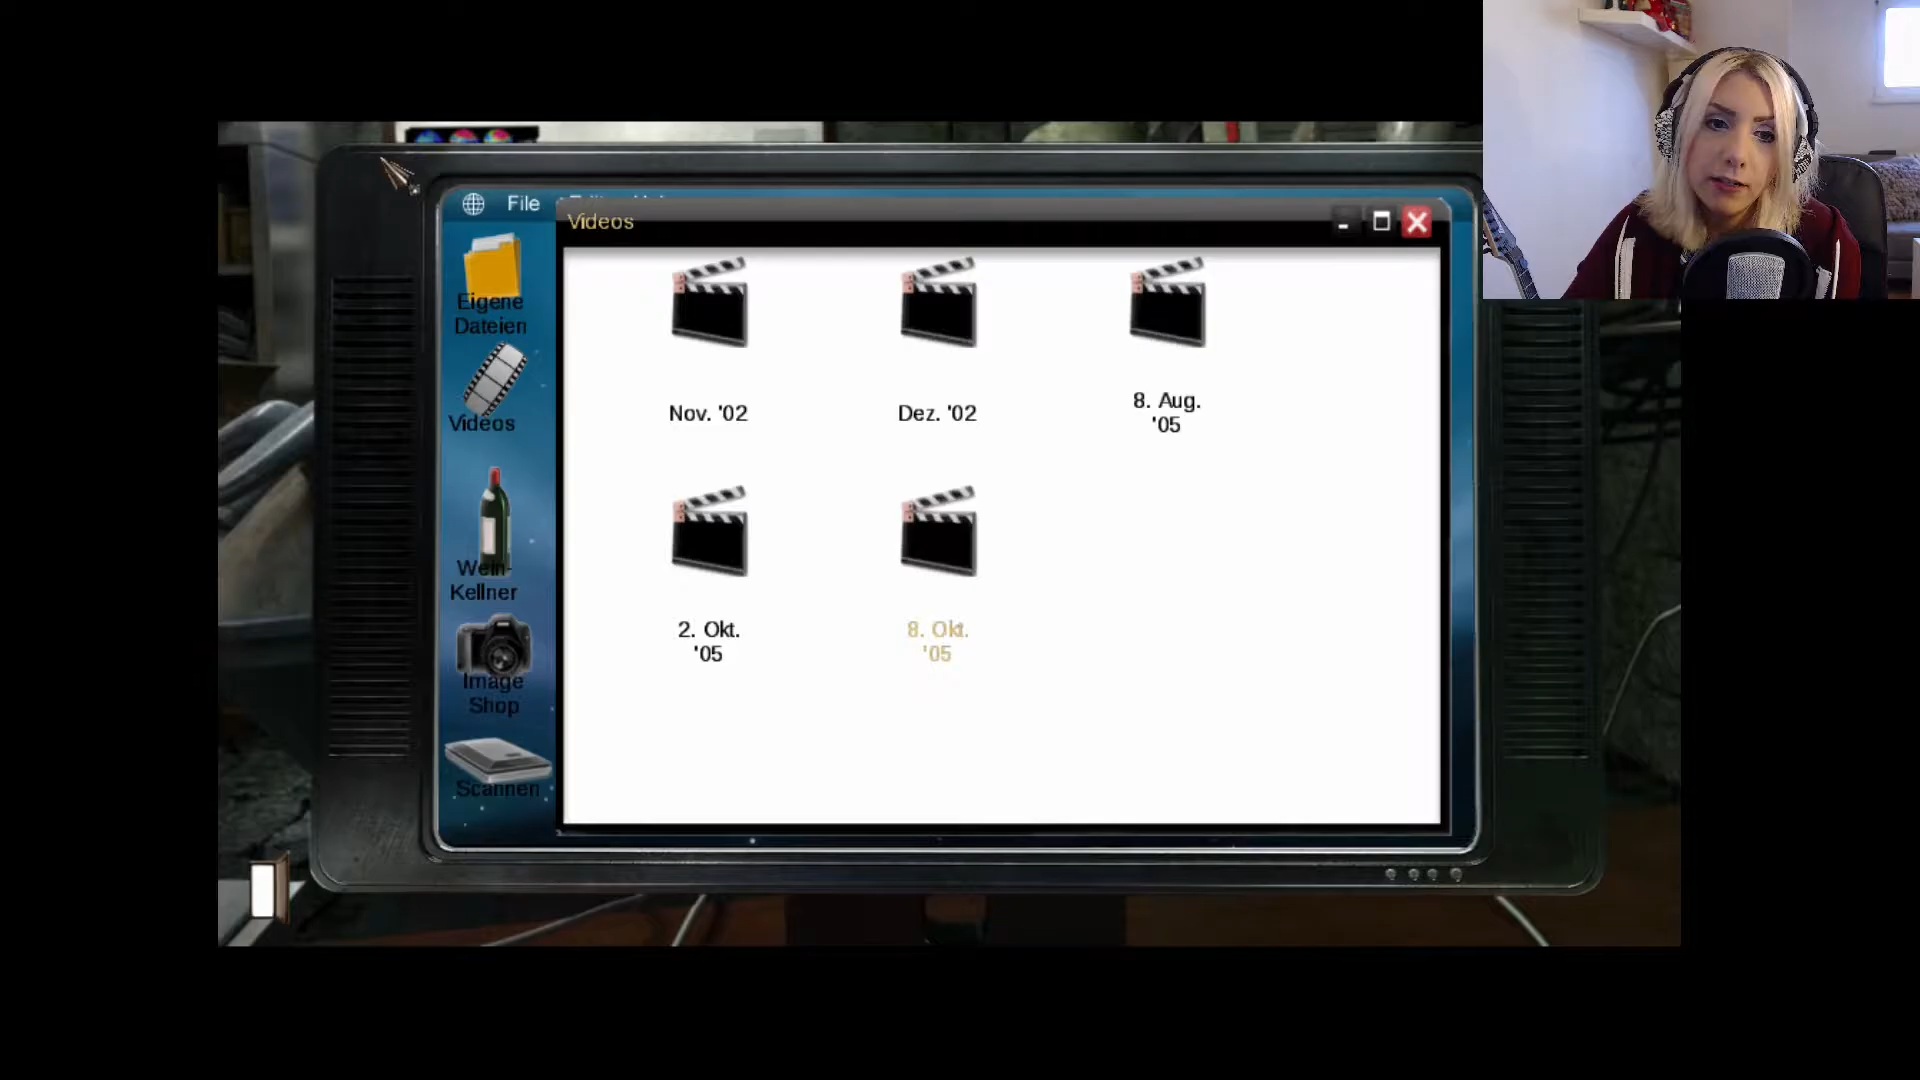 File
Videos
Eigene
Dateien
Videos
Wein-
Kellner
Image
Shop
Scannen
Nov. '02
Dez. '02
8. Aug.
'05
2. Okt.
'05
8. Okt.
'05